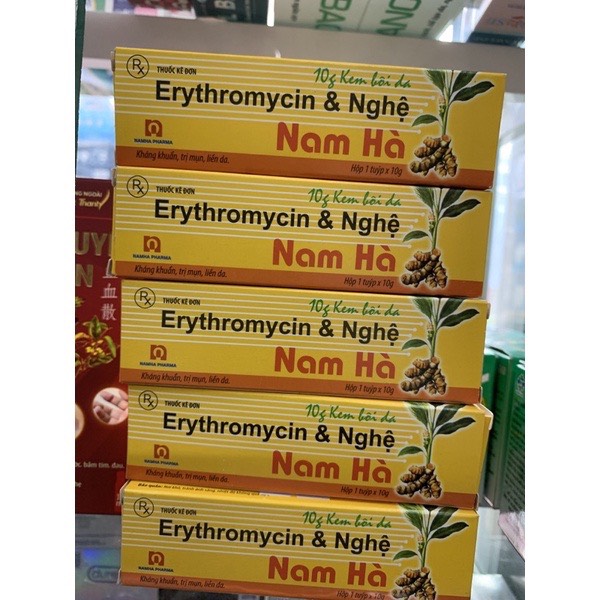 Rx THUỐC KÊ ĐƠN
10g Kem bôi da
Erythromycin & Nghệ
Nam Hà
NAMHA PHARMA
Kháng khuẩn, trị mụn, liền da.
Hộp 1 tuýp x 10g
Rx THUỐC KÊ ĐƠN
10g Kem bôi da
Erythromycin & Nghệ
Nam Hà
NAMHA PHARMA
Kháng khuẩn, trị mụn, liền da.
Hộp 1 tuýp x 10g
Rx THUỐC KÊ ĐƠN
10g Kem bôi da
Erythromycin & Nghệ
Nam Hà
NAMHA PHARMA
Kháng khuẩn, trị mụn, liền da.
Hộp 1 tuýp x 10g
Rx THUỐC KÊ ĐƠN
10g Kem bôi da
Erythromycin & Nghệ
Nam Hà
NAMHA PHARMA
Kháng khuẩn, trị mụn, liền da.
Hộp 1 tuýp x 10g
Rx THUỐC KÊ ĐƠN
10g Kem bôi da
Erythromycin & Nghệ
Nam Hà
NAMHA PHARMA
Kháng khuẩn, trị mụn, liền da.
Hộp 1 tuýp x 10g
血散